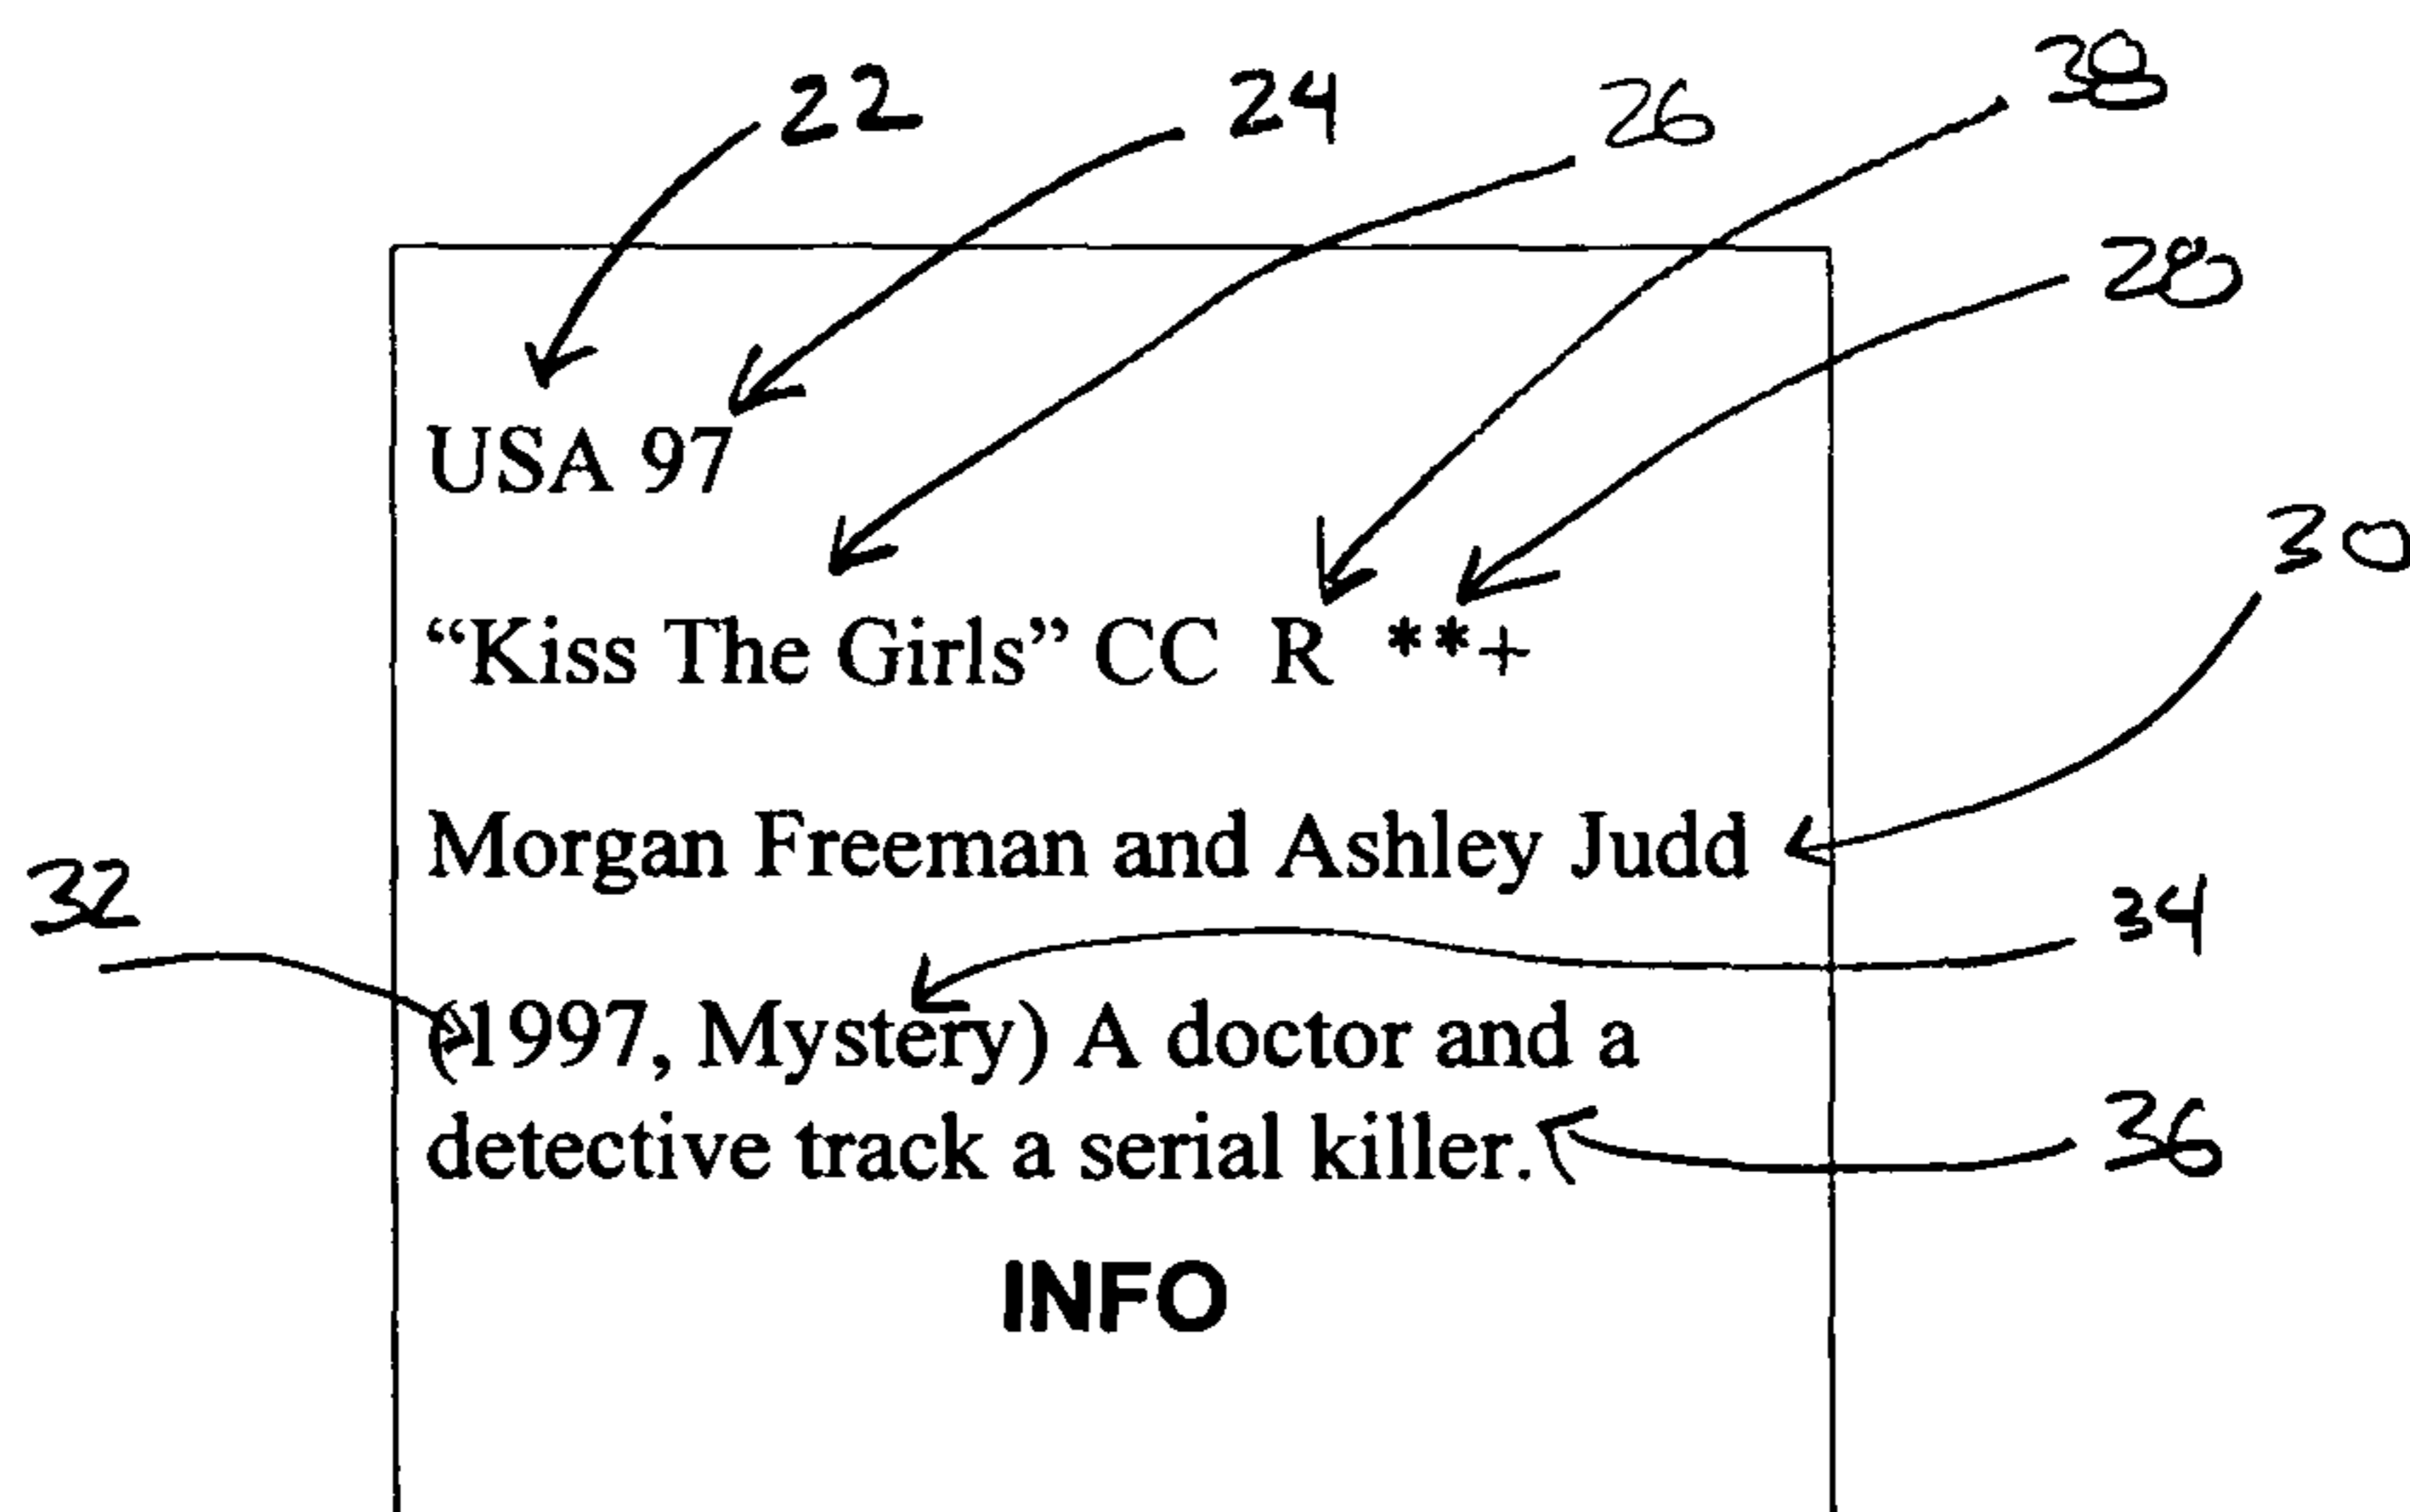 22 24 26 38
28
USA 97
30
“Kiss The Girls” CC R **+
Morgan Freeman and Ashley Judd
32
34
(1997, Mystery) A doctor and a
36
detective track a serial killer.
INFO